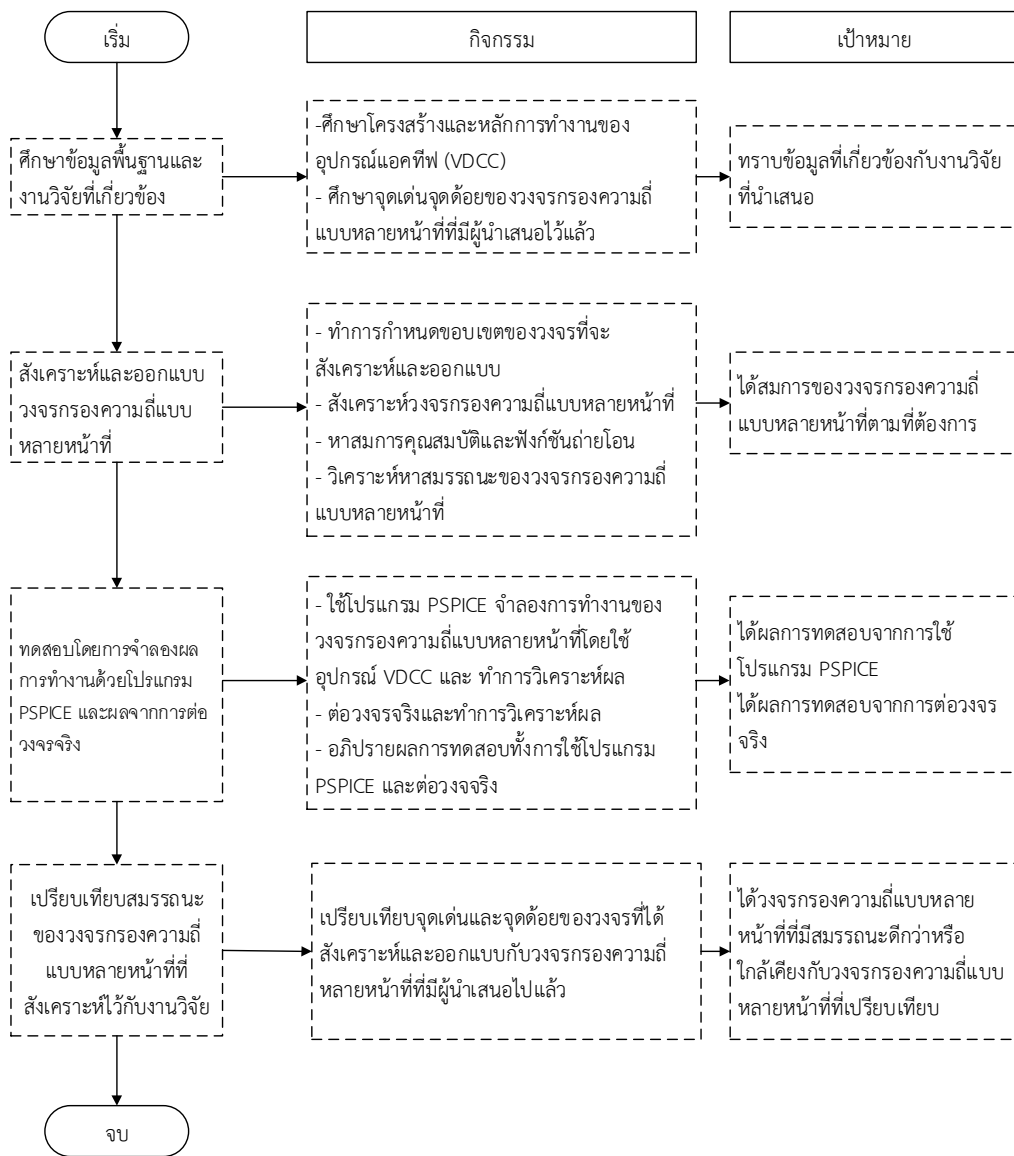 เริ่ม
กิจกรรม
เป้าหมาย
ศึกษาข้อมูลพื้นฐานและ
งานวิจัยที่เกี่ยวข้อง
-ศึกษาโครงสร้างและหลักการทำงานของ
อุปกรณ์แอคทีฟ (VDCC)
- ศึกษาจุดเด่นจุดด้อยของวงจรกรองความถี่
แบบหลายหน้าที่ที่มีผู้นำเสนอไว้แล้ว
ทราบข้อมูลที่เกี่ยวข้องกับงานวิจัย
ที่นำเสนอ
สังเคราะห์และออกแบบ
วงจรกรองความถี่แบบ
หลายหน้าที่
- ทำการกำหนดขอบเขตของวงจรที่จะ
สังเคราะห์และออกแบบ
- สังเคราะห์วงจรกรองความถี่แบบหลายหน้าที่
- หาสมการคุณสมบัติและฟังก์ชันถ่ายโอน
- วิเคราะห์หาสมรรถนะของวงจรกรองความถี่
แบบหลายหน้าที่
ได้สมการของวงจรกรองความถี่
แบบหลายหน้าที่ตามที่ต้องการ
ทดสอบโดยการจำลองผล
การทำงานด้วยโปรแกรม
PSPICE และผลจากการต่อ
วงจรจริง
- ใช้โปรแกรม PSPICE จำลองการทำงานของ
วงจรกรองความถี่แบบหลายหน้าที่โดยใช้
อุปกรณ์ VDCC และ ทำการวิเคราะห์ผล
- ต่อวงจรจริงและทำการวิเคราะห์ผล
- อภิปรายผลการทดสอบทั้งการใช้โปรแกรม
PSPICE และต่อวงจจริง
ได้ผลการทดสอบจากการใช้
โปรแกรม PSPICE
ได้ผลการทดสอบจากการต่อวงจร
จริง
เปรียบเทียบสมรรถนะ
ของวงจรกรองความถี่
แบบหลายหน้าที่ที่
สังเคราะห์ไว้กับงานวิจัย
เปรียบเทียบจุดเด่นและจุดด้อยของวงจรที่ได้
สังเคราะห์และออกแบบกับวงจรกรองความถี่
หลายหน้าที่ที่มีผู้นำเสนอไปแล้ว
ได้วงจรกรองความถี่แบบหลาย
หน้าที่ที่มีสมรรถนะดีกว่าหรือ
ใกล้เคียงกับวงจรกรองความถี่แบบ
หลายหน้าที่ที่เปรียบเทียบ
จบ